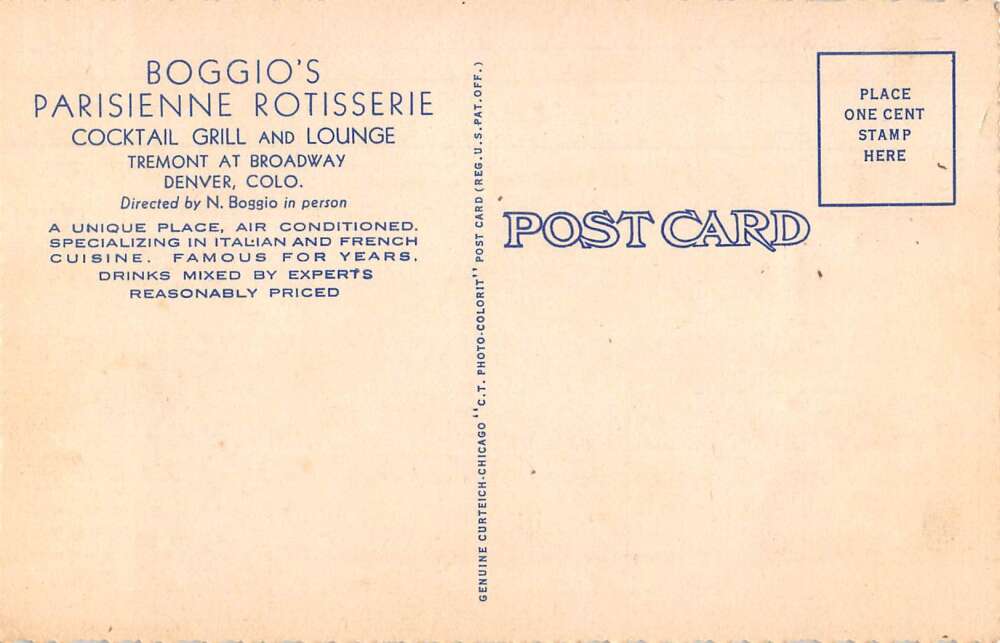 BOGGIO'S
PARISIENNE ROTISSERIE
COCKTAIL GRILL AND LOUNGE
TREMONT AT BROADWAY
DENVER, COLO.
Directed by N. Boggio in person
A UNIQUE PLACE, AIR CONDITIONED.
SPECIALIZING IN ITALIAN AND FRENCH
CUISINE. FAMOUS FOR YEARS.
DRINKS MIXED BY EXPERTS
REASONABLY PRICED
GENUINE CURTEICH-CHICAGO "C.T. PHOTO-COLORIT" POST CARD (REG. U.S. PAT. OFF.)
POST CARD
PLACE
ONE CENT
STAMP
HERE